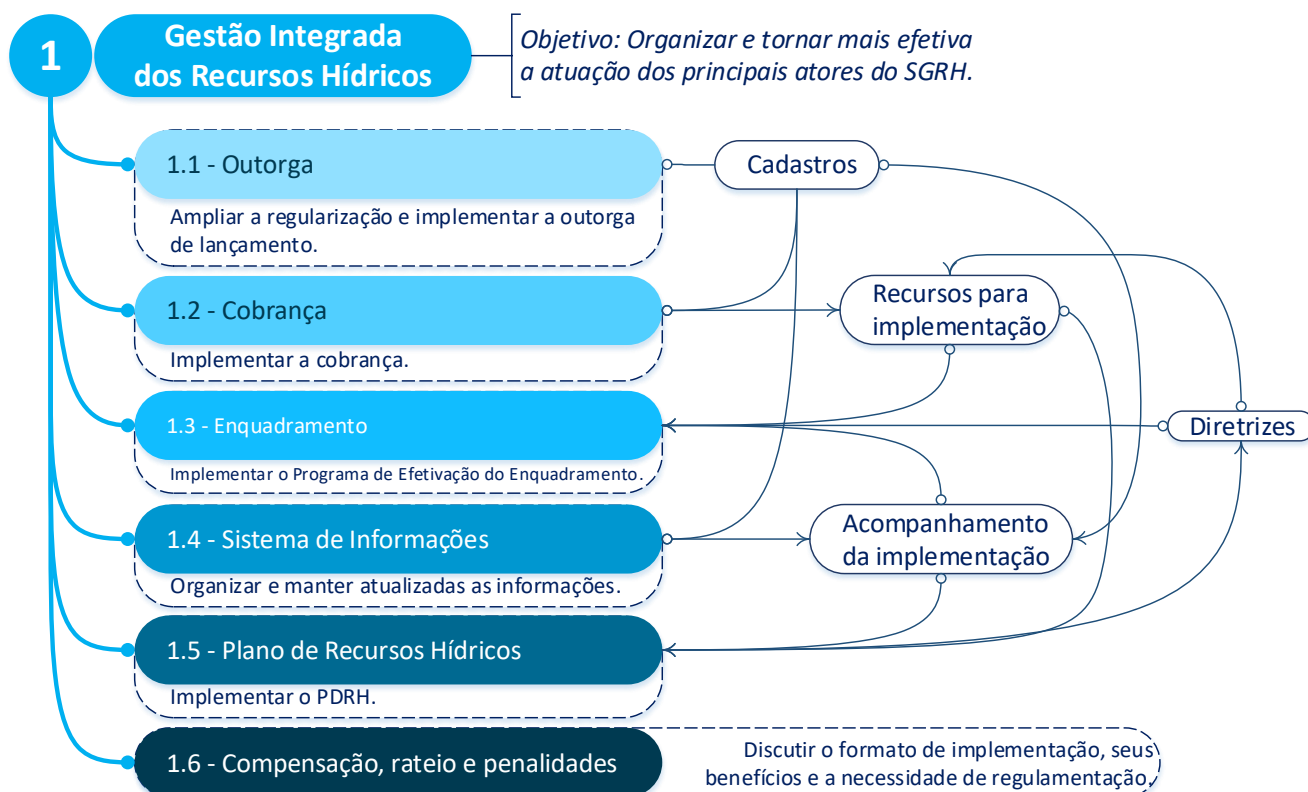 1
Gestão Integrada
dos Recursos Hídricos
Objetivo: Organizar e tornar mais efetiva
a atuação dos principais atores do SGRH.
1.1 - Outorga
Ampliar a regularização e implementar a outorga
de lançamento.
Cadastros
1.2 - Cobrança
Implementar a cobrança.
Recursos para
implementação
1.3 - Enquadramento
Implementar o Programa de Efetivação do Enquadramento.
Diretrizes
1.4 - Sistema de Informações
Organizar e manter atualizadas as informações.
Acompanhamento
da implementação
1.5 - Plano de Recursos Hídricos
Implementar o PDRH.
1.6 - Compensação, rateio e penalidades
Discutir o formato de implementação, seus
benefícios e a necessidade de regulamentação.